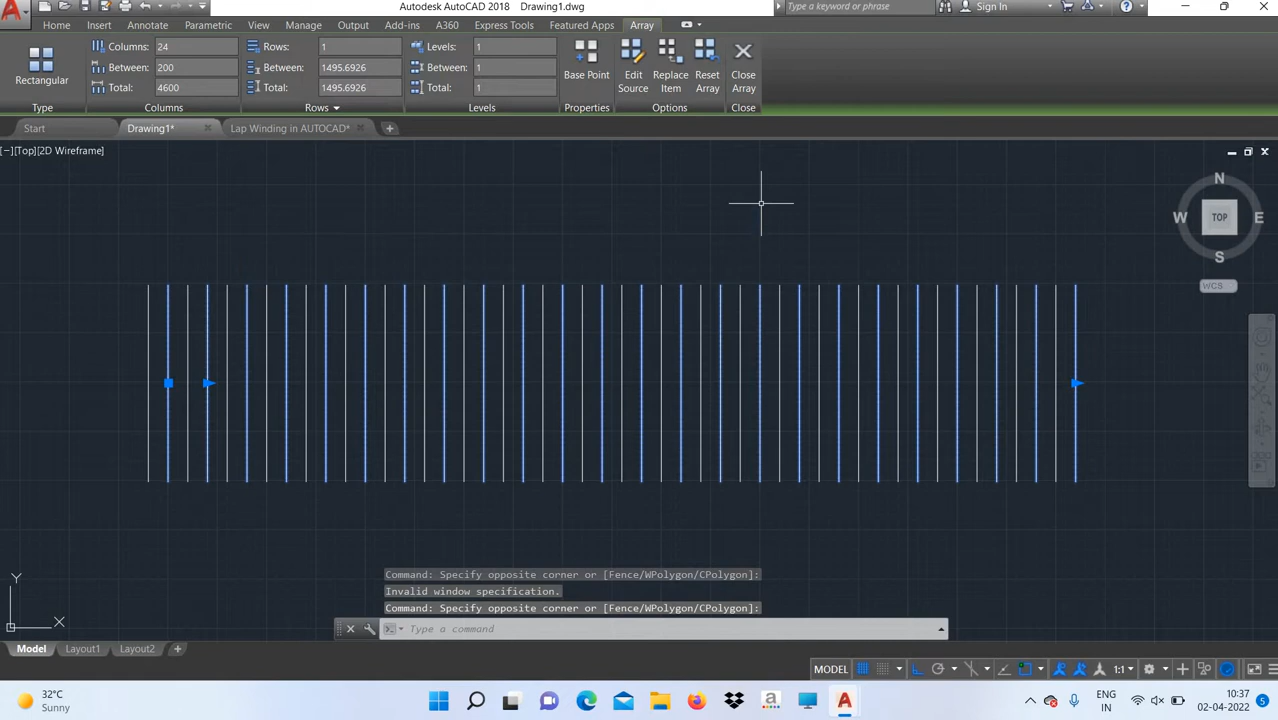 Autodesk AutoCAD 2018 Drawing1.dwg
Type a keyword or phrase
Sign In
Home Insert Annotate Parametric View Manage Output Add-ins A360 Express Tools Featured Apps Array
Columns: 24 Rows: 1 Levels: 1
Between: 200 Between: 1495.6926 Between: 1
Total: 4600 Total: 1495.6926 Total: 1
Rectangular
Base Point
Edit
Source
Replace
Item
Reset
Array
Close
Array
Type Columns Rows Levels Properties Options Close
Start Drawing1* Lap Winding in AUTOCAD*
[−][Top][2D Wireframe]
N
W TOP E
S
WCS
Y
X
Command: Specify opposite corner or [Fence/WPolygon/CPolygon]:
Invalid window specification.
Command: Specify opposite corner or [Fence/WPolygon/CPolygon]:
Type a command
Model Layout1 Layout2
MODEL 1:1
32°C
Sunny
ENG
IN
10:37
02-04-2022
5